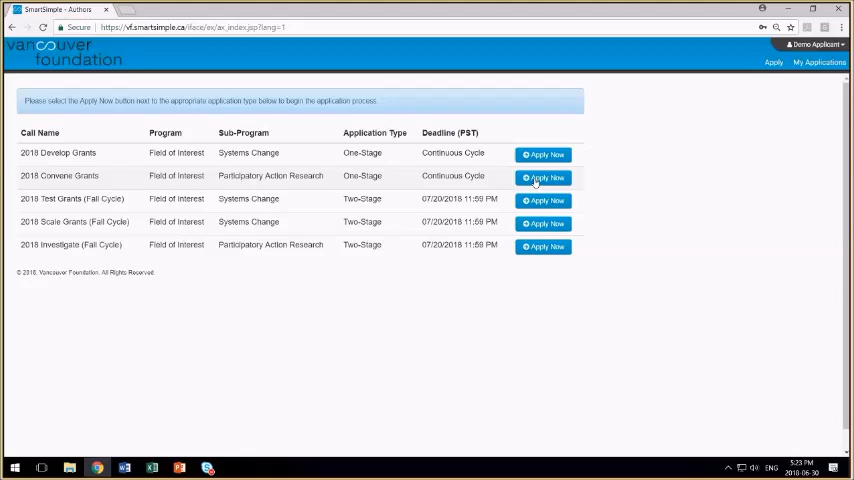 SmartSimple - Authors
Secure
https://vf.smartsimple.ca/iface/ex/ax_index.jsp?lang=1
vancouver
foundation
Demo Applicant
Apply
My Applications
Please select the Apply Now button next to the appropriate application type below to begin the application process.
Call Name Program Sub-Program Application Type Deadline (PST)
2018 Develop Grants Field of Interest Systems Change One-Stage Continuous Cycle Apply Now
2018 Convene Grants Field of Interest Participatory Action Research One-Stage Continuous Cycle Apply Now
2018 Test Grants (Fall Cycle) Field of Interest Systems Change Two-Stage 07/20/2018 11:59 PM Apply Now
2018 Scale Grants (Fall Cycle) Field of Interest Systems Change Two-Stage 07/20/2018 11:59 PM Apply Now
2018 Investigate (Fall Cycle) Field of Interest Participatory Action Research Two-Stage 07/20/2018 11:59 PM Apply Now
© 2018, Vancouver Foundation. All Rights Reserved.
ENG
5:23 PM
2018-06-30